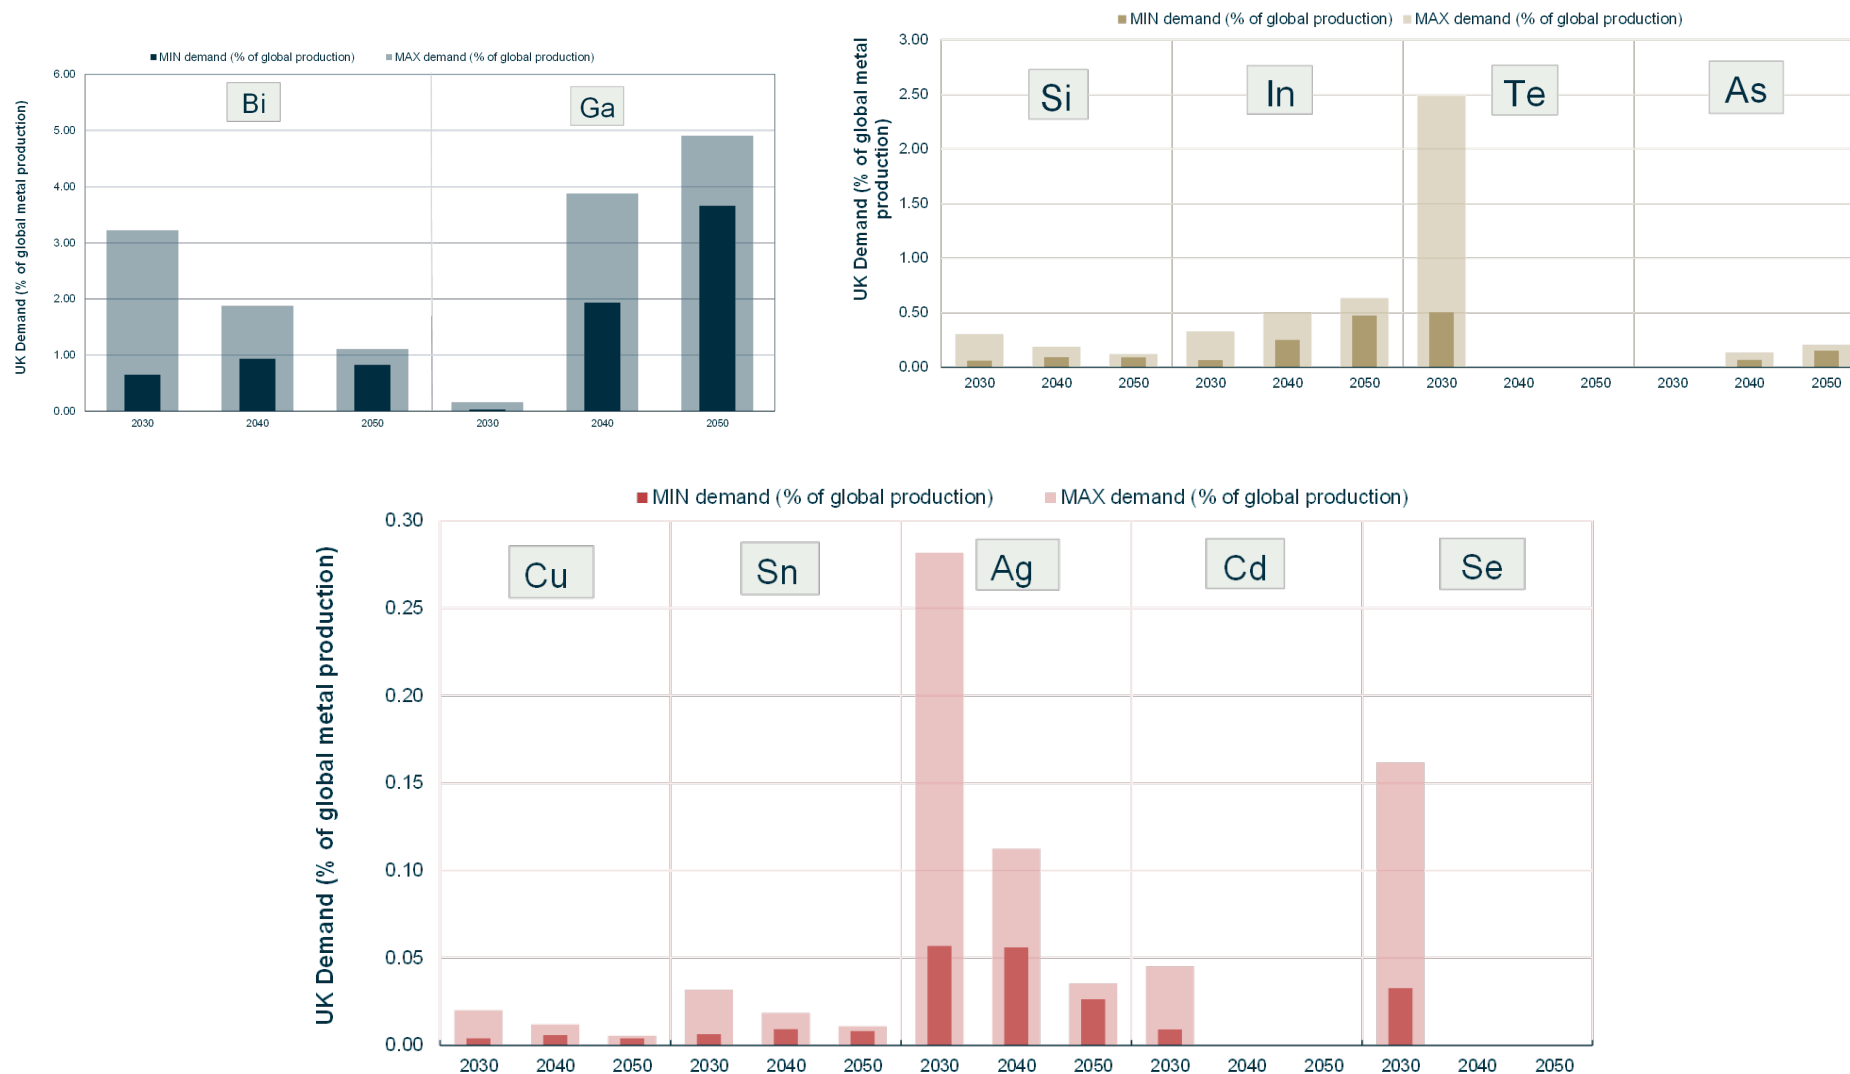 MIN demand (% of global production) MAX demand (% of global production)
UK Demand (% of global metal production)
6.00
5.00
4.00
3.00
2.00
1.00
0.00
Bi Ga
2030 2040 2050 2030 2040 2050
MIN demand (% of global production) MAX demand (% of global production)
UK Demand (% of global metal
production)
3.00
2.50
2.00
1.50
1.00
0.50
0.00
Si In Te As
2030 2040 2050 2030 2040 2050 2030 2040 2050 2030 2040 2050
MIN demand (% of global production) MAX demand (% of global production)
UK Demand (% of global metal production)
0.30
0.25
0.20
0.15
0.10
0.05
0.00
Cu Sn Ag Cd Se
2030 2040 2050 2030 2040 2050 2030 2040 2050 2030 2040 2050 2030 2040 2050